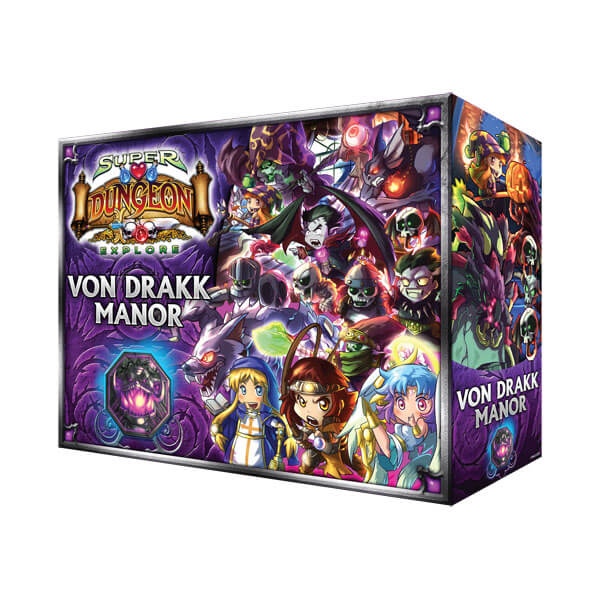 SUPER
DUNGEON
EXPLORE
VON DRAKK
MANOR
VON DRAKK
MANOR